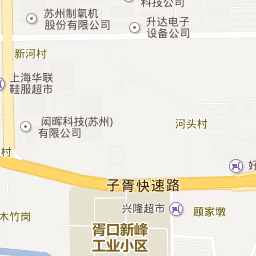 科技公司
苏州制氧机
股份有限公司
升达电子
设备公司
新河村
上海华联
鞋服超市
闳晖科技(苏州)
有限公司
河头村
村
好
子胥快速路
兴隆超市
顾家墩
木竹岗
胥口新峰
工业小区